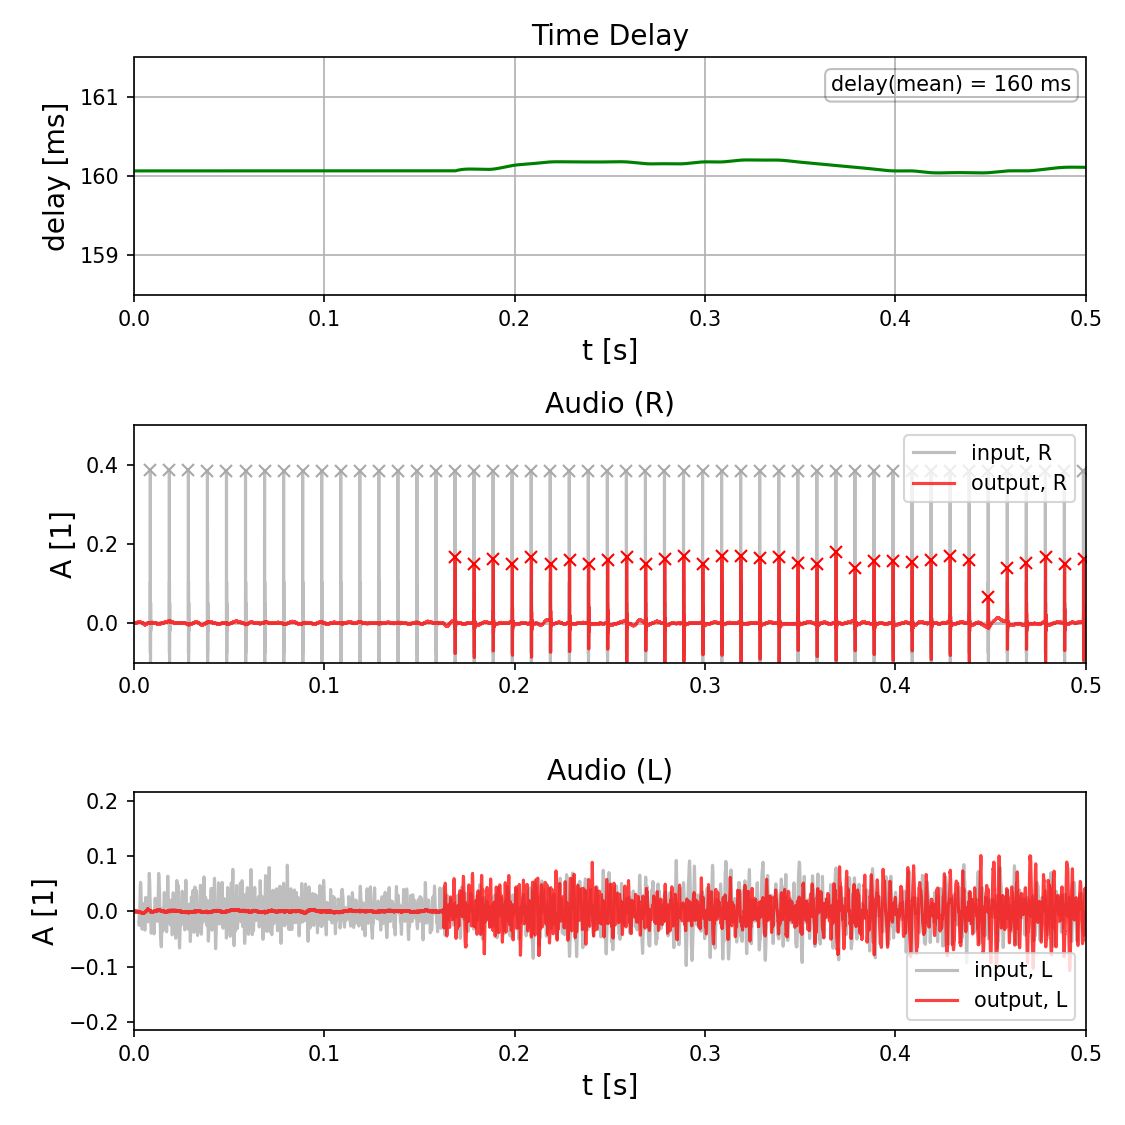 Time Delay
delay [ms]
161
160
159
delay(mean) = 160 ms
0.0 0.1 0.2 0.3 0.4 0.5
t [s]
Audio (R)
A [1]
0.4
0.2
0.0
input, R
output, R
0.0 0.1 0.2 0.3 0.4 0.5
Audio (L)
A [1]
0.2
0.1
0.0
−0.1
−0.2
input, L
output, L
0.0 0.1 0.2 0.3 0.4 0.5
t [s]